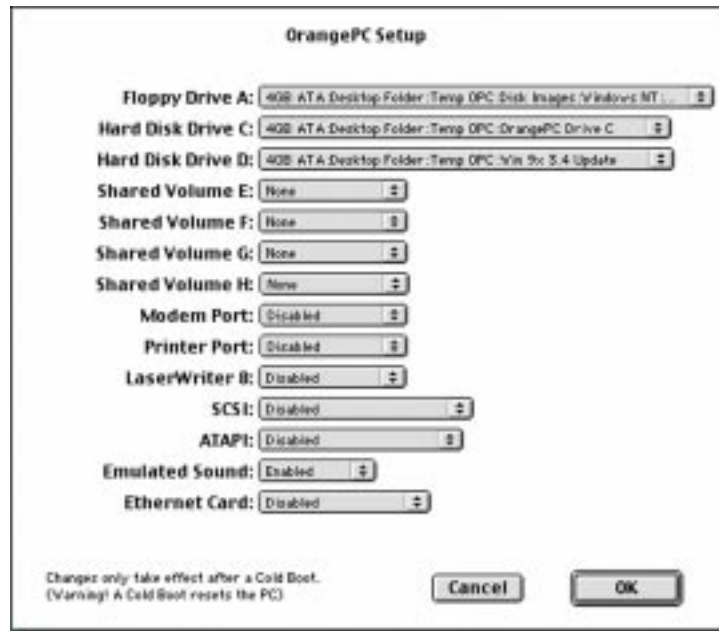 OrangePC Setup
Floppy Drive A: 4GB ATA:Desktop Folder:Temp OPC:Disk Images:Windows NT:...
Hard Disk Drive C: 4GB ATA:Desktop Folder:Temp OPC:OrangePC Drive C
Hard Disk Drive D: 4GB ATA:Desktop Folder:Temp OPC:Win 9x 3.4 Update
Shared Volume E: None
Shared Volume F: None
Shared Volume G: None
Shared Volume H: None
Modem Port: Disabled
Printer Port: Disabled
LaserWriter 8: Disabled
SCSI: Disabled
ATAPI: Disabled
Emulated Sound: Enabled
Ethernet Card: Disabled
Changes only take effect after a Cold Boot.
(Warning! A Cold Boot resets the PC)
Cancel
OK